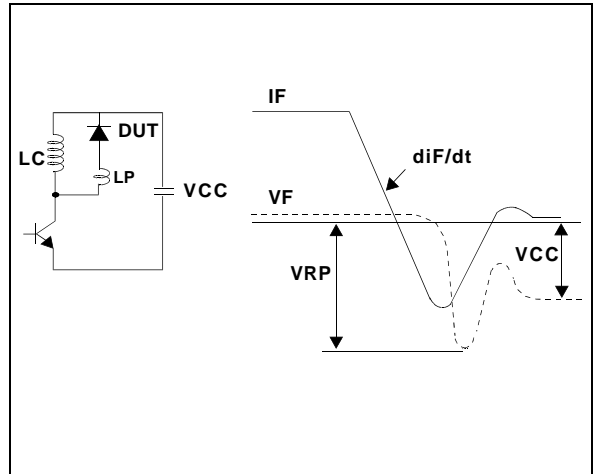 IF
DUT
diF/dt
LC
LP
VCC
VF
VRP
VCC